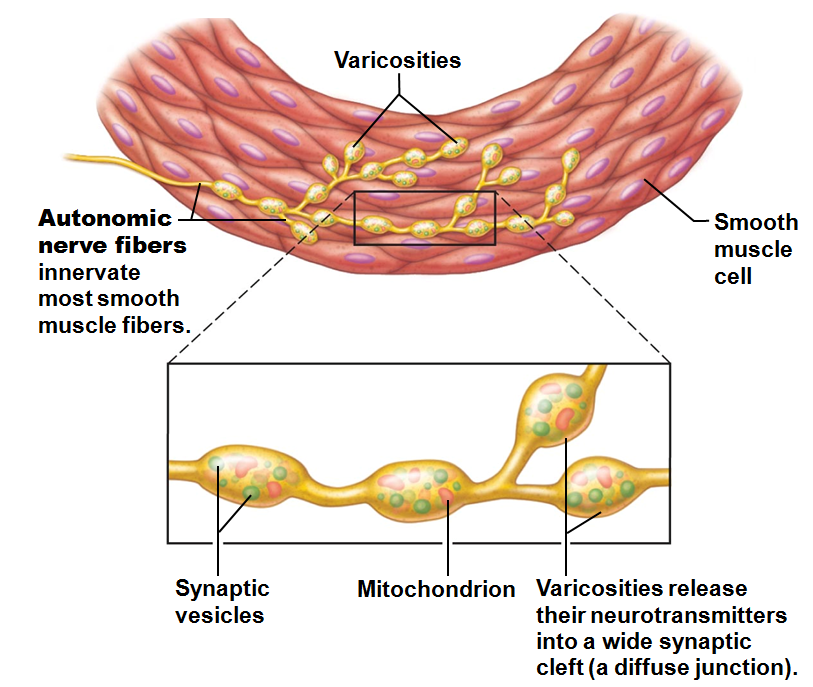 Varicosities
Autonomic
nerve fibers
innervate
most smooth
muscle fibers.
Smooth
muscle
cell
Synaptic
vesicles
Mitochondrion
Varicosities release
their neurotransmitters
into a wide synaptic
cleft (a diffuse junction).